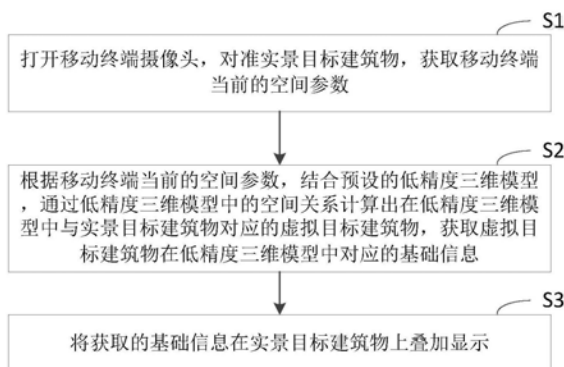 S1
打开移动终端摄像头，对准实景目标建筑物，获取移动终端
当前的空间参数
S2
根据移动终端当前的空间参数，结合预设的低精度三维模型
，通过低精度三维模型中的空间关系计算出在低精度三维模
型中与实景目标建筑物对应的虚拟目标建筑物，获取虚拟目
标建筑物在低精度三维模型中对应的基础信息
S3
将获取的基础信息在实景目标建筑物上叠加显示